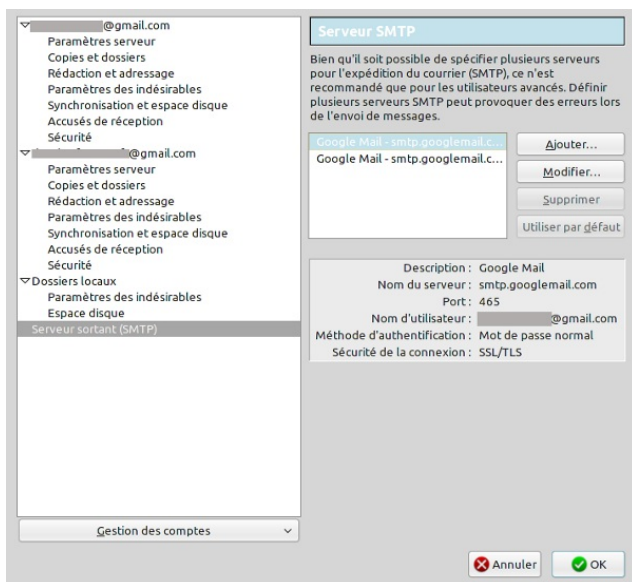 @gmail.com
Paramètres serveur
Copies et dossiers
Rédaction et adressage
Paramètres des indésirables
Synchronisation et espace disque
Accusés de réception
Sécurité
@gmail.com
Paramètres serveur
Copies et dossiers
Rédaction et adressage
Paramètres des indésirables
Synchronisation et espace disque
Accusés de réception
Sécurité
Dossiers locaux
Paramètres des indésirables
Espace disque
Serveur sortant (SMTP)
Gestion des comptes
Serveur SMTP
Bien qu'il soit possible de spécifier plusieurs serveurs
pour l'expédition du courrier (SMTP), ce n'est
recommandé que pour les utilisateurs avancés. Définir
plusieurs serveurs SMTP peut provoquer des erreurs lors
de l'envoi de messages.
Google Mail - smtp.googlemail.c...
Google Mail - smtp.googlemail.c...
Ajouter...
Modifier...
Supprimer
Utiliser par défaut
Description : Google Mail
Nom du serveur : smtp.googlemail.com
Port : 465
Nom d'utilisateur : @gmail.com
Méthode d'authentification : Mot de passe normal
Sécurité de la connexion : SSL/TLS
Annuler
OK